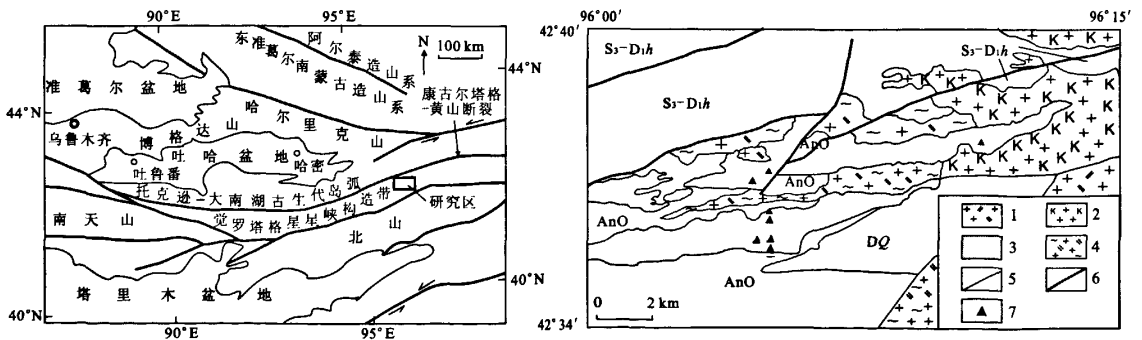 90°E
95°E
阿尔泰造山系
东准葛尔南蒙古造山系
N
100 km
44°N
准葛尔盆地
康古尔塔格
-黄山断裂
44°N
哈尔里克山
乌鲁木齐
博格达山
吐哈盆地
哈密
吐鲁番
托克逊-大南湖古生代岛弧
研究区
觉罗塔格星星峡构造带
南天山
北山
塔里木盆地
40°N
40°N
90°E
95°E
96°00′
96°15′
42°40′
S₃-D₁h
S₃-D₁h
S₃-D₁h
K
AnO
AnO
AnO
DQ
AnO
0 2 km
42°34′
1
2
3
4
5
6
7